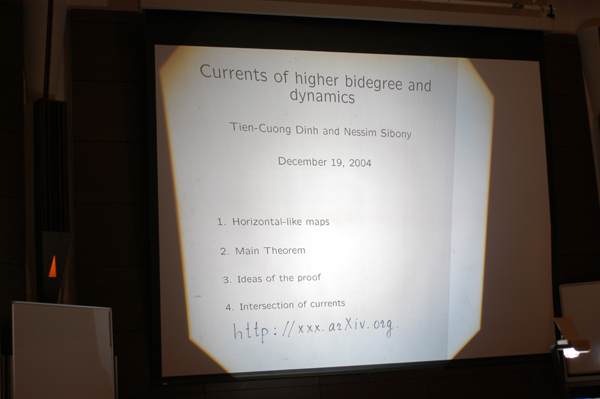 Currents of higher bidegree and
dynamics
Tien-Cuong Dinh and Nessim Sibony
December 19, 2004
1. Horizontal-like maps
2. Main Theorem
3. Ideas of the proof
4. Intersection of currents
http://xxx.arXiv.org.